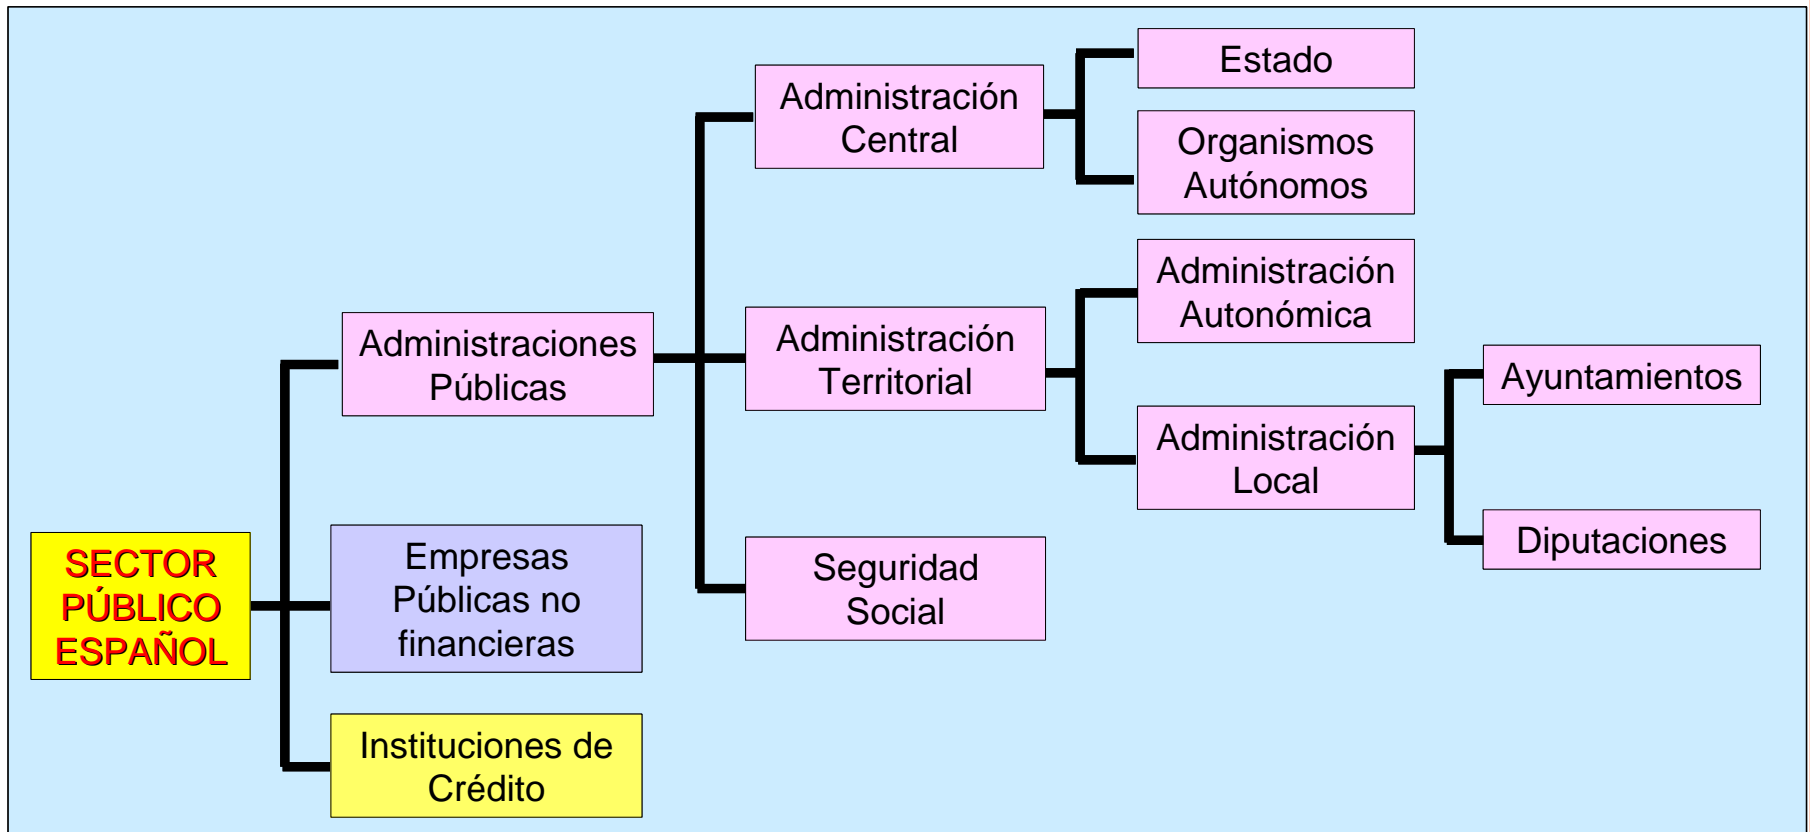 SECTOR
PÚBLICO
ESPAÑOL
Administraciones
Públicas
Empresas
Públicas no
financieras
Instituciones de
Crédito
Administración
Central
Administración
Territorial
Seguridad
Social
Estado
Organismos
Autónomos
Administración
Autonómica
Administración
Local
Ayuntamientos
Diputaciones